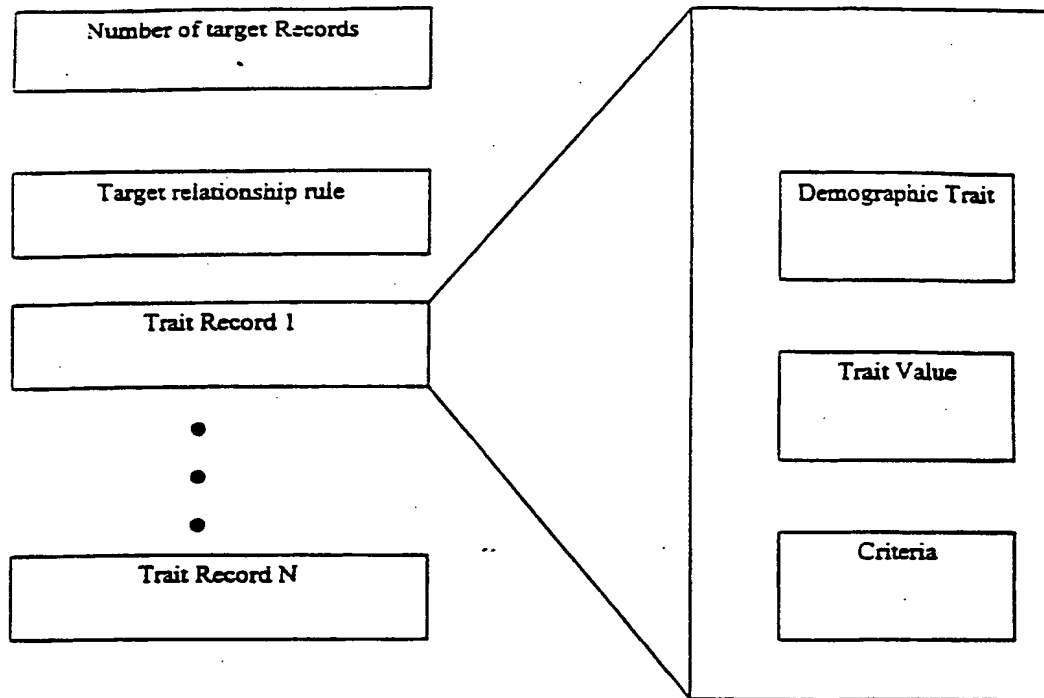 Number of target Records
Target relationship rule
Trait Record 1
Trait Record N
Demographic Trait
Trait Value
Criteria